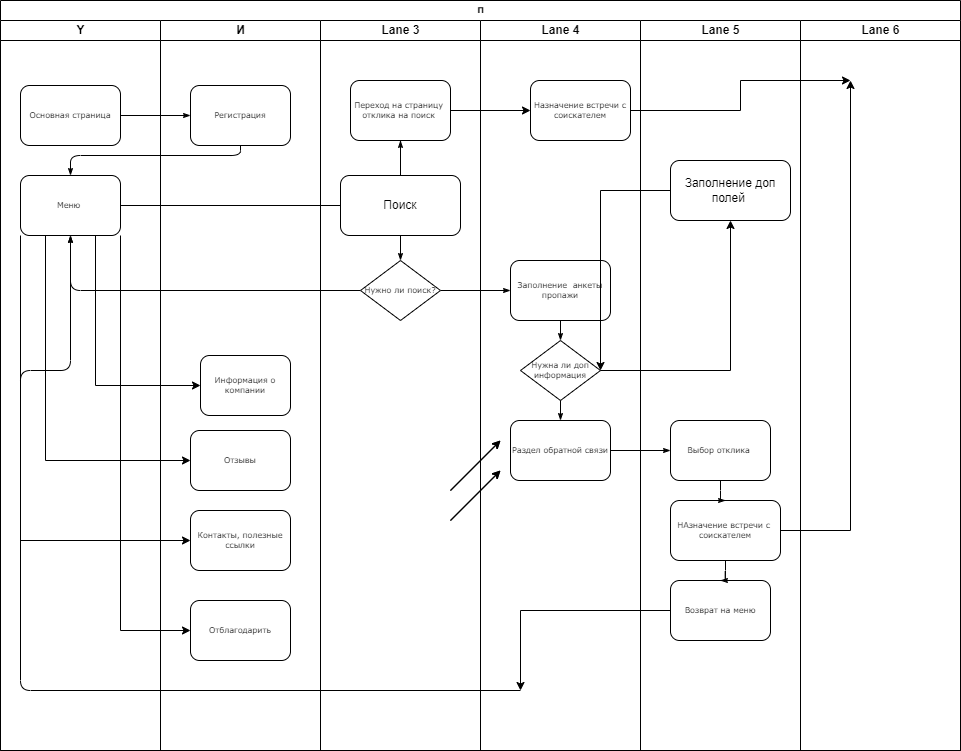 п
Y
И
Lane 3
Lane 4
Lane 5
Lane 6
Основная страница
Регистрация
Переход на страницу
отклика на поиск
Назначение встречи с
соискателем
Меню
Поиск
Заполнение доп
полей
Нужно ли поиск?
Заполнение анкеты
пропажи
Нужна ли доп
информация
Информация о
компании
Отзывы
Раздел обратной связи
Выбор отклика
Контакты, полезные
ссылки
НАзначение встречи с
соискателем
Отблагодарить
Возврат на меню